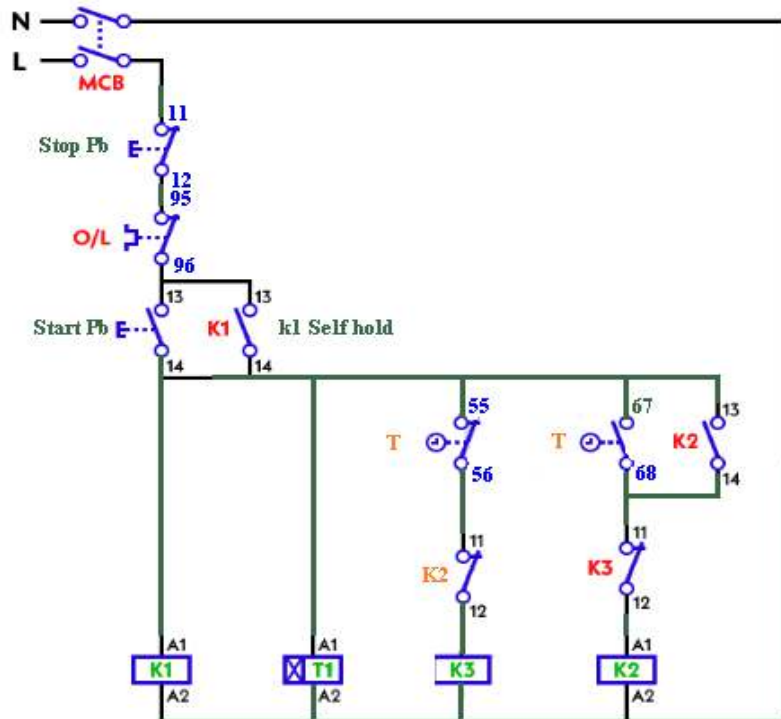 N
L
MCB
11
Stop Pb
12
95
O/L
96
13
13
Start Pb
K1
k1 Self hold
14
14
55
67
13
T
T
K2
56
68
14
11
11
K2
K3
12
12
A1
A1
A1
K1
T1
K3
K2
A2
A2
A2